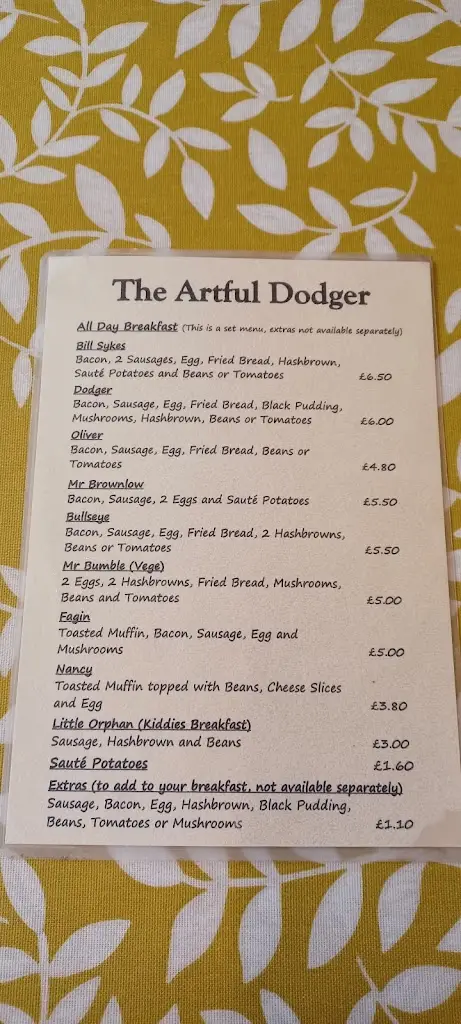 The Artful Dodger
All Day Breakfast (This is a set menu, extras not available separately)
Bill Sykes
Bacon, 2 Sausages, Egg, Fried Bread, Hashbrown,
Sauté Potatoes and Beans or Tomatoes £6.50
Dodger
Bacon, Sausage, Egg, Fried Bread, Black Pudding,
Mushrooms, Hashbrown, Beans or Tomatoes £6.00
Oliver
Bacon, Sausage, Egg, Fried Bread, Beans or
Tomatoes £4.80
Mr Brownlow
Bacon, Sausage, 2 Eggs and Sauté Potatoes £5.50
Bullseye
Bacon, Sausage, Egg, Fried Bread, 2 Hashbrowns,
Beans or Tomatoes £5.50
Mr Bumble (Vege)
2 Eggs, 2 Hashbrowns, Fried Bread, Mushrooms,
Beans and Tomatoes £5.00
Fagin
Toasted Muffin, Bacon, Sausage, Egg and
Mushrooms £5.00
Nancy
Toasted Muffin topped with Beans, Cheese Slices
and Egg £3.80
Little Orphan (Kiddies Breakfast)
Sausage, Hashbrown and Beans £3.00
Sauté Potatoes £1.60
Extras (to add to your breakfast, not available separately)
Sausage, Bacon, Egg, Hashbrown, Black Pudding,
Beans, Tomatoes or Mushrooms £1.10